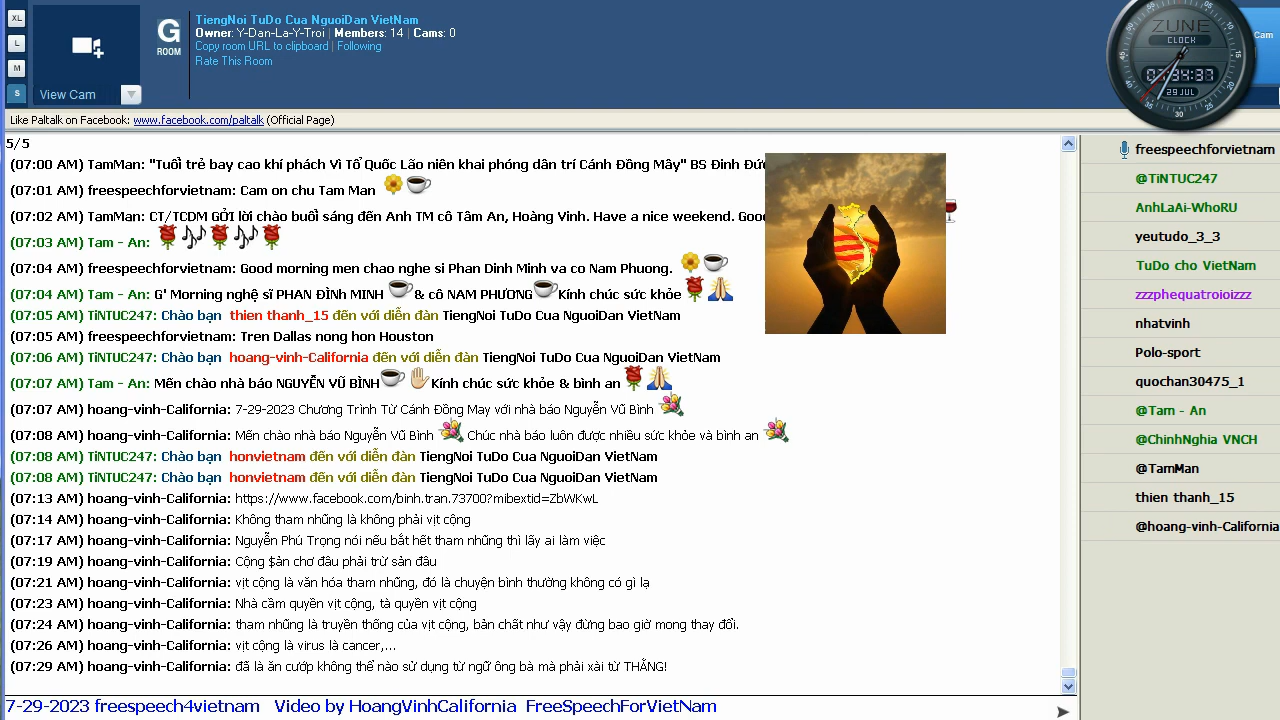 XL
L
M
S
View Cam
G
ROOM
TiengNoi TuDo Cua NguoiDan VietNam
Owner: Y-Dan-La-Y-Troi | Members: 14 | Cams: 0
Copy room URL to clipboard | Following
Rate This Room
ZUNE
CLOCK
29 JUL
Cam
Like Paltalk on Facebook: www.facebook.com/paltalk (Official Page)
5/5
(07:00 AM) TamMan: "Tuổi trẻ bay cao khí phách Vì Tổ Quốc Lão niên khai phóng dân trí Cánh Đồng Mây" BS Đinh Đứ
(07:01 AM) freespeechforvietnam: Cam on chu Tam Man
(07:02 AM) TamMan: CT/TCDM GỞI lời chào buổi sáng đến Anh TM cô Tâm An, Hoàng Vinh. Have a nice weekend. Good
(07:03 AM) Tam - An:
(07:04 AM) freespeechforvietnam: Good morning men chao nghe si Phan Dinh Minh va co Nam Phuong.
(07:04 AM) Tam - An: G' Morning nghệ sĩ PHAN ĐÌNh MINH & cô NAM PHƯƠNG Kính chúc sức khỏe
(07:05 AM) TiNTUC247: Chào bạn thien thanh_15 đến với diễn đàn TiengNoi TuDo Cua NguoiDan VietNam
(07:05 AM) freespeechforvietnam: Tren Dallas nong hon Houston
(07:06 AM) TiNTUC247: Chào bạn hoang-vinh-California đến với diễn đàn TiengNoi TuDo Cua NguoiDan VietNam
(07:07 AM) Tam - An: Mến chào nhà báo NGUYỄN VŨ BÌNH Kính chúc sức khỏe & bình an
(07:07 AM) hoang-vinh-California: 7-29-2023 Chương Trình Từ Cánh Đồng May với nhà báo Nguyễn Vũ Bình
(07:08 AM) hoang-vinh-California: Mến chào nhà báo Nguyễn Vũ Bình Chúc nhà báo luôn được nhiều sức khỏe và bình an
(07:08 AM) TiNTUC247: Chào bạn honvietnam đến với diễn đàn TiengNoi TuDo Cua NguoiDan VietNam
(07:08 AM) TiNTUC247: Chào bạn honvietnam đến với diễn đàn TiengNoi TuDo Cua NguoiDan VietNam
(07:13 AM) hoang-vinh-California: https://www.facebook.com/binh.tran.73700?mibextid=ZbWKwL
(07:14 AM) hoang-vinh-California: Không tham nhũng là không phải vịt cộng
(07:17 AM) hoang-vinh-California: Nguyễn Phú Trọng nói nếu bắt hết tham nhũng thì lấy ai làm việc
(07:19 AM) hoang-vinh-California: Cộng $ản chơ đâu phải trừ sản đâu
(07:21 AM) hoang-vinh-California: vịt cộng là văn hóa tham nhũng, đó là chuyện bình thường không có gì lạ
(07:23 AM) hoang-vinh-California: Nhà cầm quyền vịt cộng, tà quyền vịt cộng
(07:24 AM) hoang-vinh-California: tham nhũng là truyền thống của vịt cộng, bản chất như vậy đừng bao giờ mong thay đổi.
(07:26 AM) hoang-vinh-California: vịt cộng là virus là cancer,...
(07:29 AM) hoang-vinh-California: đã là ăn cướp không thể nào sử dụng từ ngữ ông bà mà phải xài từ THẰNG!
7-29-2023 freespeech4vietnam Video by HoangVinhCalifornia FreeSpeechForVietNam
freespeechforvietnam
@TiNTUC247
AnhLaAi-WhoRU
yeutudo_3_3
TuDo cho VietNam
zzzphequatroioizzz
nhatvinh
Polo-sport
quochan30475_1
@Tam - An
@ChinhNghia VNCH
@TamMan
thien thanh_15
@hoang-vinh-California